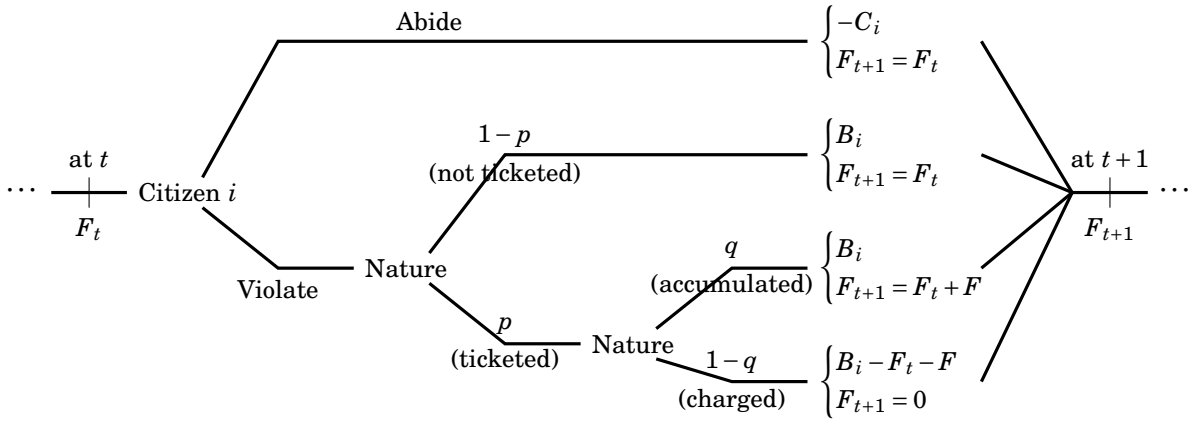 Abide
−C_i
F_{t+1} = F_t
1 − p
(not ticketed)
B_i
F_{t+1} = F_t
at t
at t + 1
⋯ Citizen i ⋯
F_t
F_{t+1}
Violate
Nature
q
(accumulated)
B_i
F_{t+1} = F_t + F
p
(ticketed)
Nature
1 − q
(charged)
B_i − F_t − F
F_{t+1} = 0